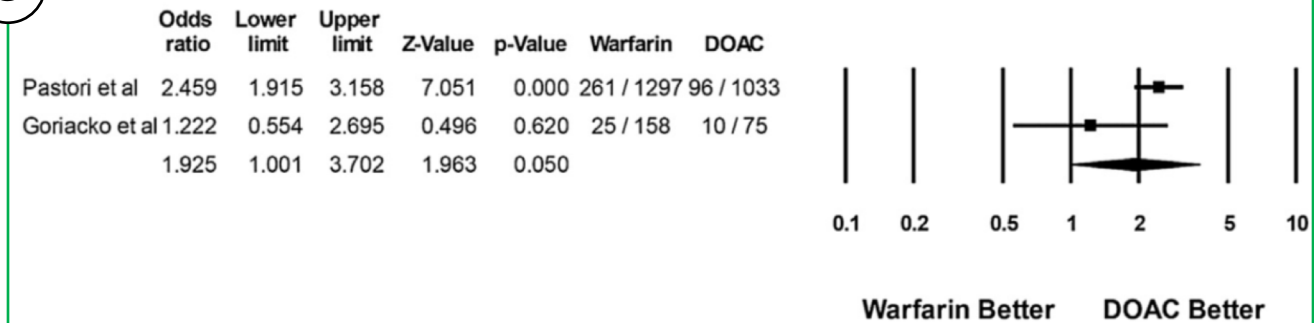 Odds Lower Upper
ratio limit limit Z-Value p-Value Warfarin DOAC
Pastori et al 2.459 1.915 3.158 7.051 0.000 261 / 1297 96 / 1033
Goriacko et al 1.222 0.554 2.695 0.496 0.620 25 / 158 10 / 75
1.925 1.001 3.702 1.963 0.050
0.1 0.2 0.5 1 2 5 10
Warfarin Better DOAC Better